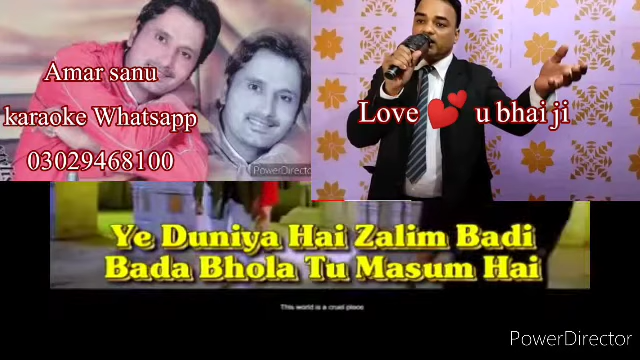 Amar sanu
karaoke Whatsapp
03029468100
PowerDirector
Love u bhai ji
Ye Duniya Hai Zalim Badi
Bada Bhola Tu Masum Hai
This world is a cruel place
PowerDirector